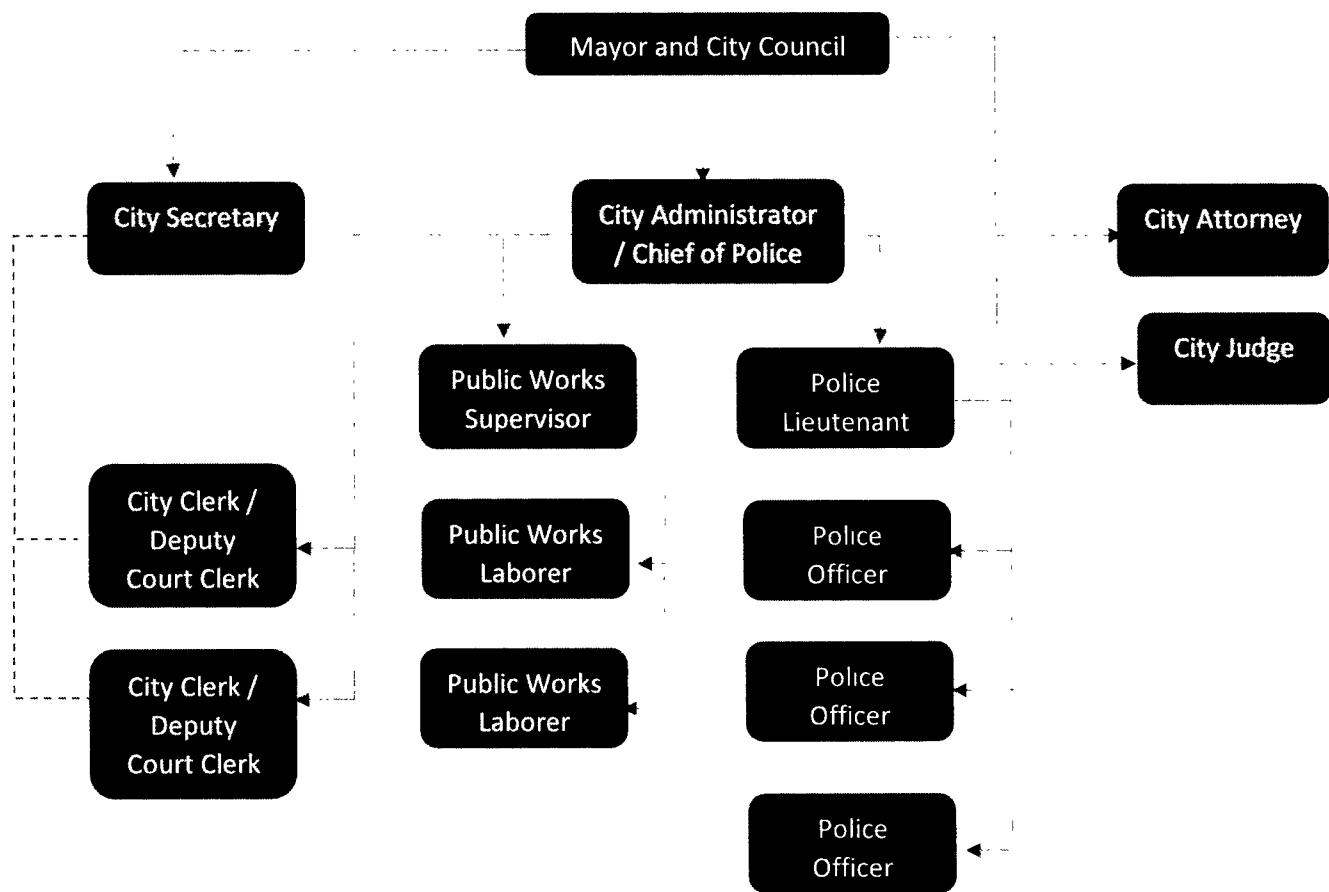 Mayor and City Council
City Secretary
City Administrator
/ Chief of Police
City Attorney
City Judge
Public Works
Supervisor
Police
Lieutenant
City Clerk /
Deputy
Court Clerk
Public Works
Laborer
Police
Officer
City Clerk /
Deputy
Court Clerk
Public Works
Laborer
Police
Officer
Police
Officer